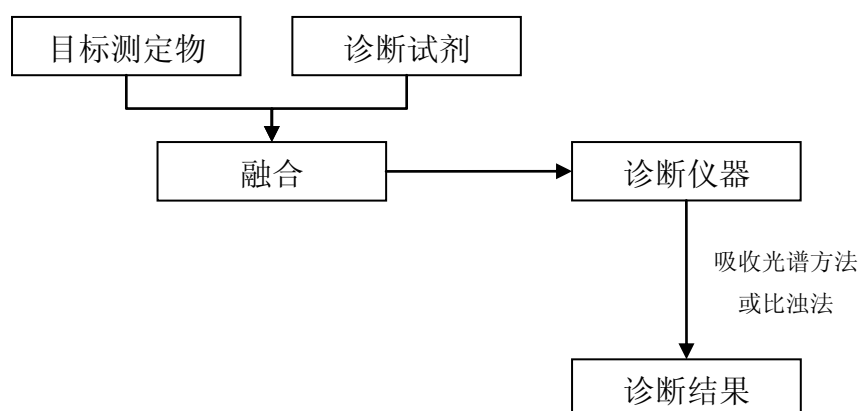 目标测定物
诊断试剂
融合
诊断仪器
吸收光谱方法
或比浊法
诊断结果